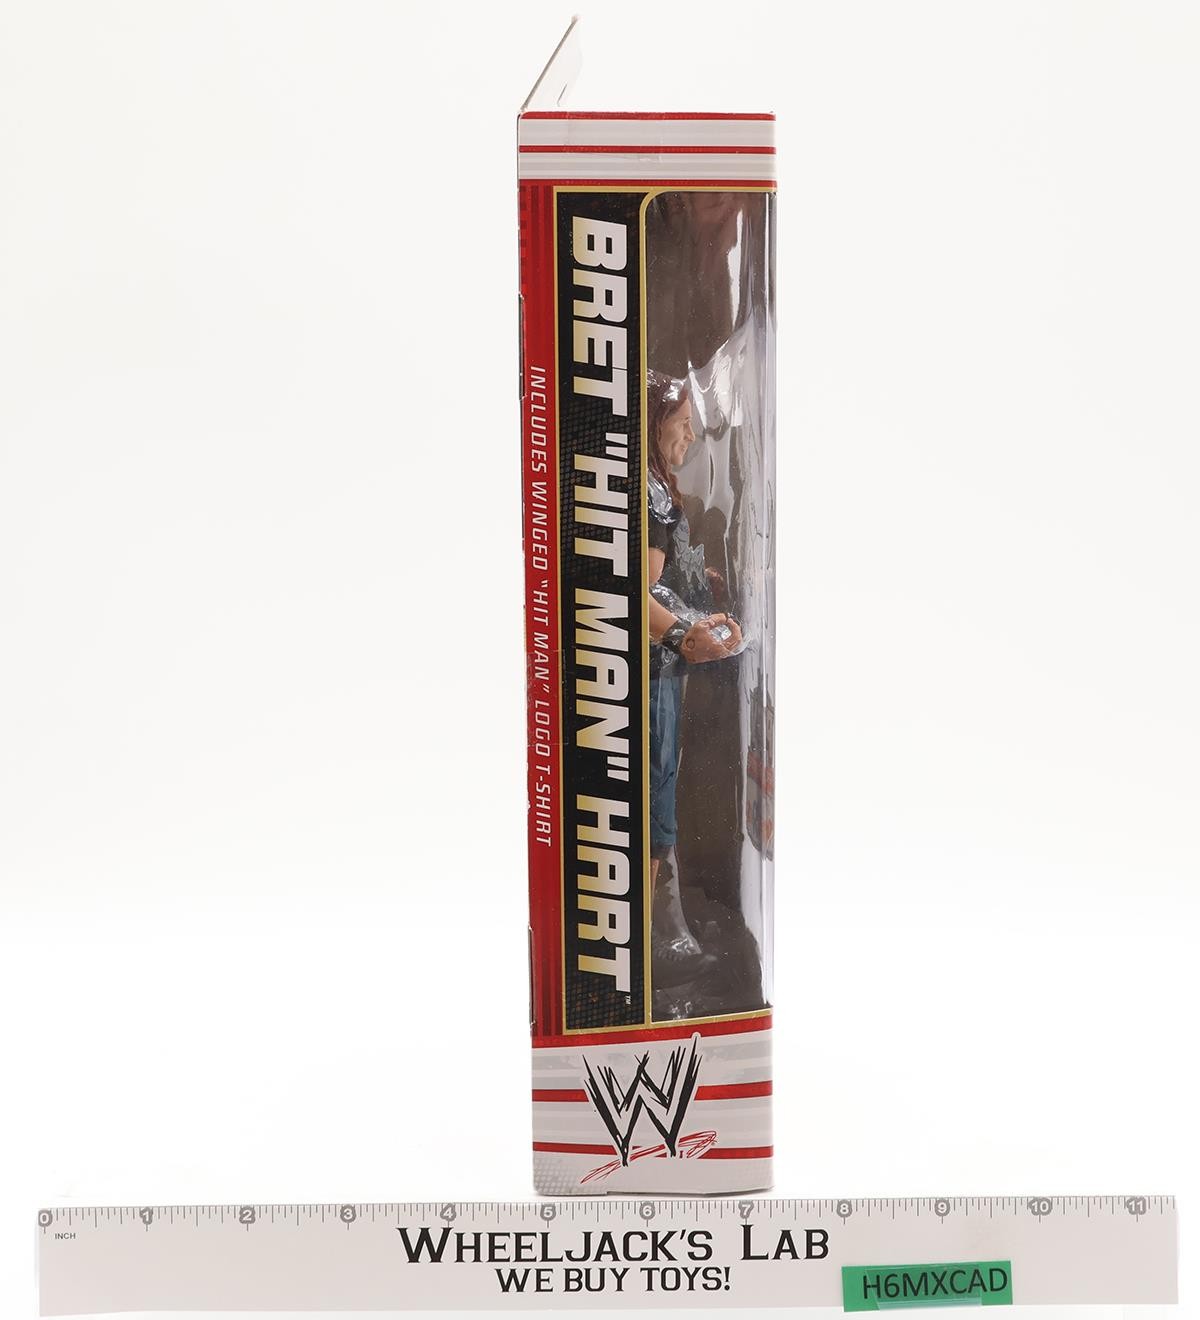 BRET "HIT MAN" HART™
INCLUDES WINGED "HIT MAN" LOGO T-SHIRT
W
0 1 2 3 4 5 6 7 8 9 10 11
INCH
WHEELJACK'S LAB
WE BUY TOYS!
H6MXCAD